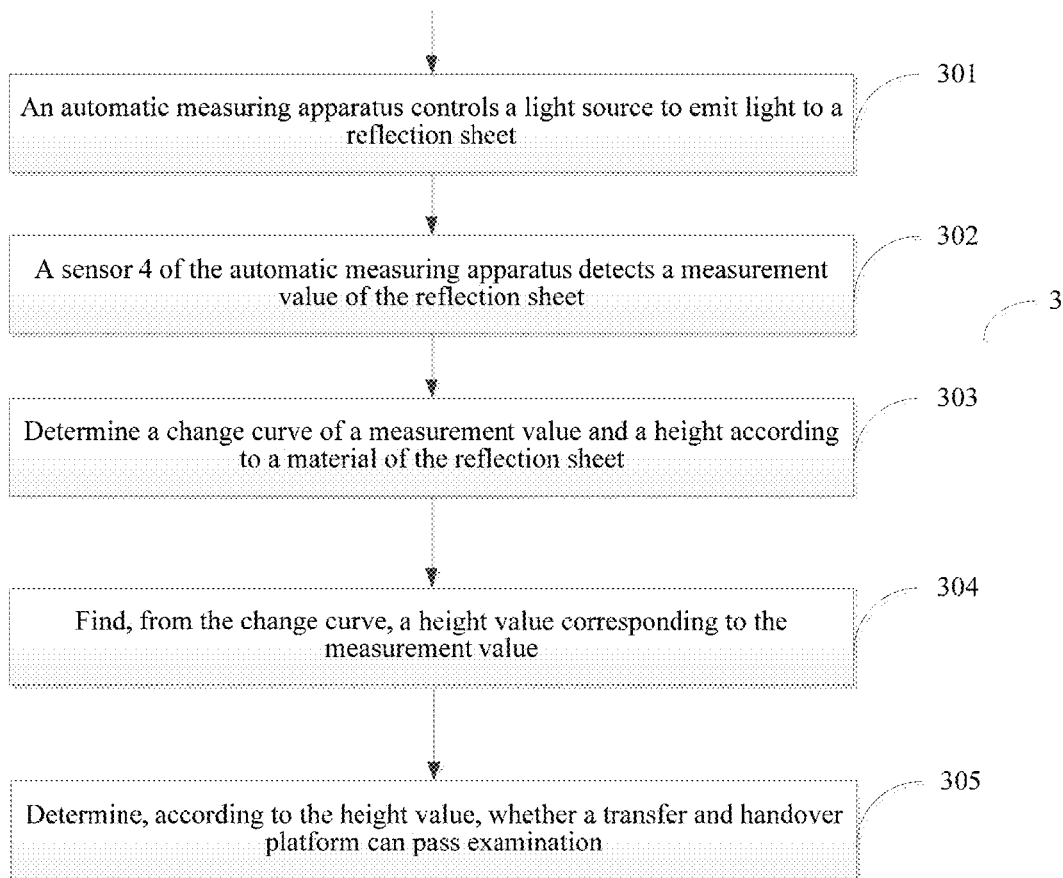 301
An automatic measuring apparatus controls a light source to emit light to a
reflection sheet
302
A sensor 4 of the automatic measuring apparatus detects a measurement
value of the reflection sheet
3
303
Determine a change curve of a measurement value and a height according
to a material of the reflection sheet
304
Find, from the change curve, a height value corresponding to the
measurement value
305
Determine, according to the height value, whether a transfer and handover
platform can pass examination